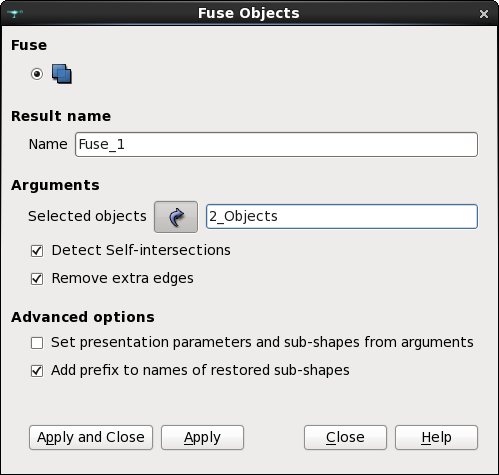 Fuse Objects
Fuse
Result name
Name Fuse_1
Arguments
Selected objects 2_Objects
Detect Self-intersections
Remove extra edges
Advanced options
Set presentation parameters and sub-shapes from arguments
Add prefix to names of restored sub-shapes
Apply and Close Apply Close Help